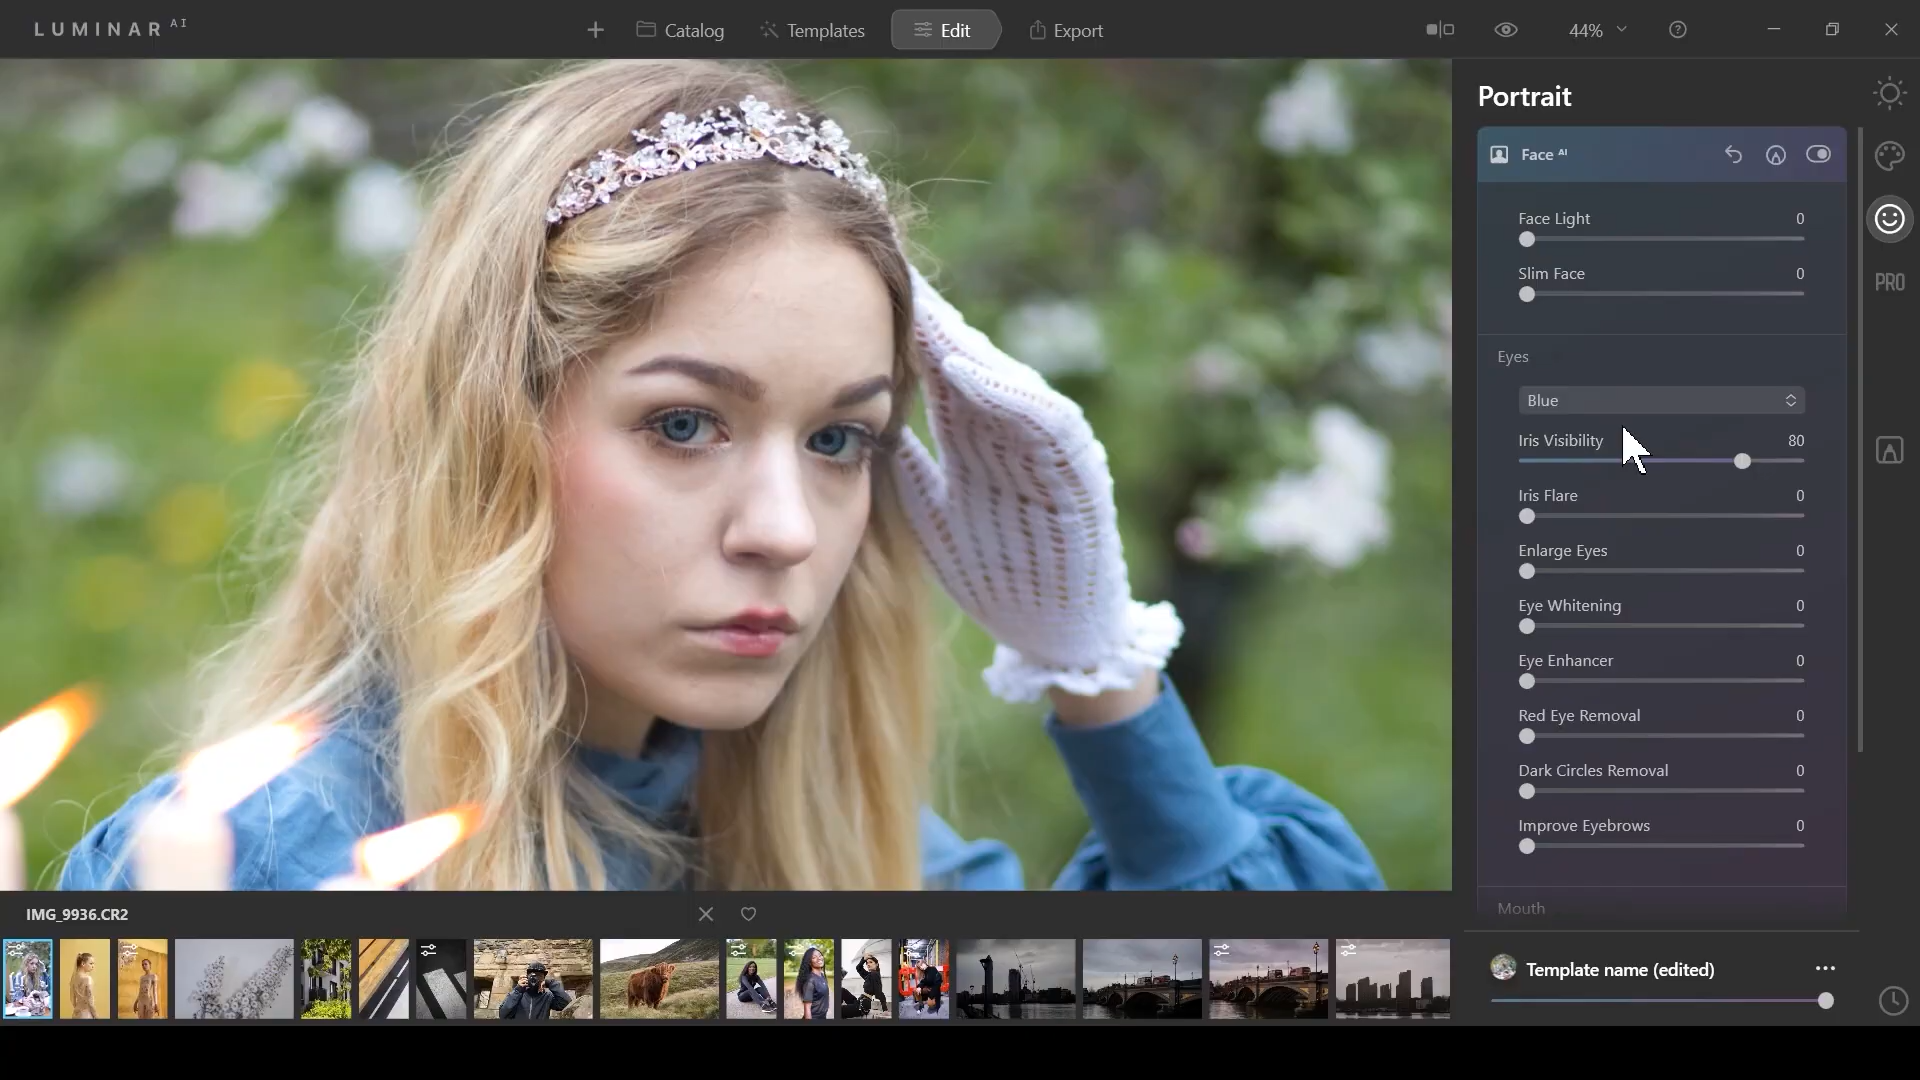 LUMINAR AI
Catalog
Templates
Edit
Export
44%
Portrait
Face AI
Face Light 0
Slim Face 0
PRO
Eyes
Blue
Iris Visibility 80
Iris Flare 0
Enlarge Eyes 0
Eye Whitening 0
Eye Enhancer 0
Red Eye Removal 0
Dark Circles Removal 0
Improve Eyebrows 0
Mouth
IMG_9936.CR2
Template name (edited)